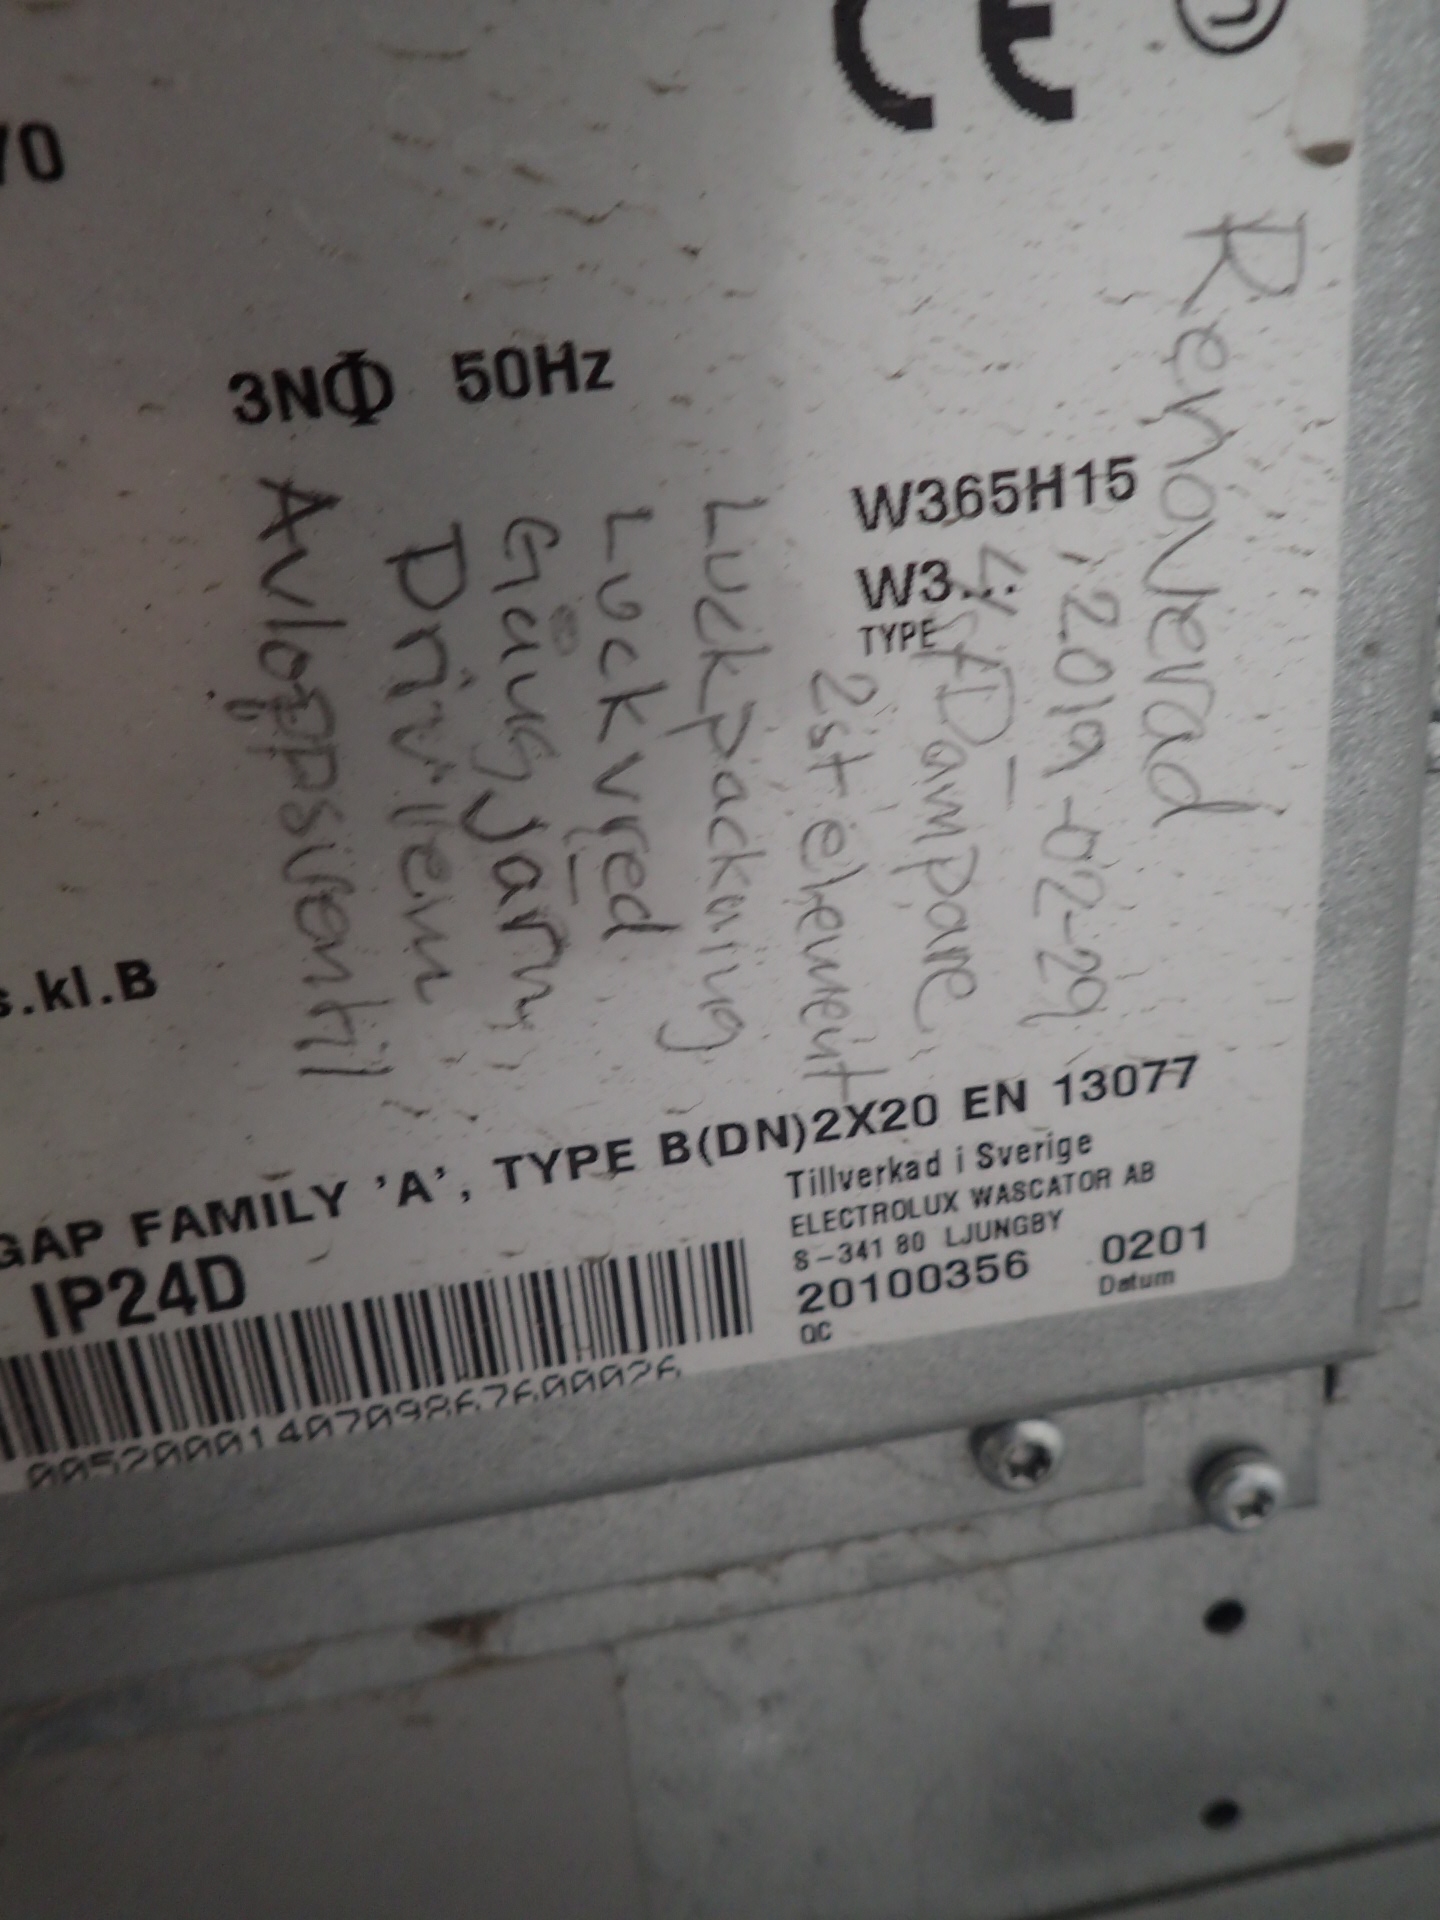 CE
70
3NΦ 50Hz
W365H15
W3...
TYPE
s.kl.B
GAP FAMILY 'A', TYPE B(DN)2X20 EN 13077
IP24D
Tillverkad i Sverige
ELECTROLUX WASCATOR AB
S-341 80 LJUNGBY
20100356 0201
QC Datum
0052000140709867600026
Renoverad
2019-02-29
4st Dämpare
2st element
Luckpackning
Luckvred
Gångjärn
Drivrem
Avloppsventil